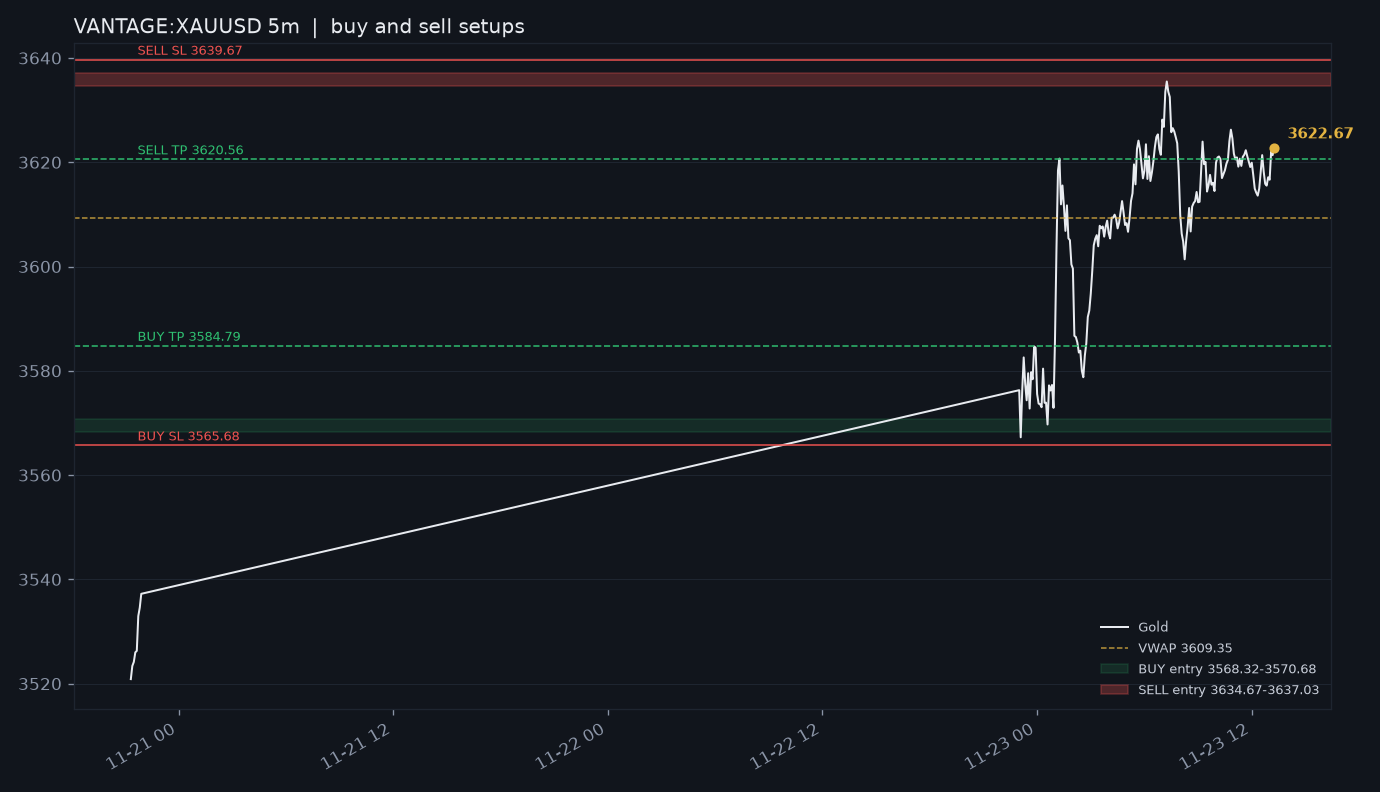 VANTAGE:XAUUSD 5m | buy and sell setups
3640
3620
3600
3580
3560
3540
3520
SELL SL 3639.67
SELL TP 3620.56
3622.67
BUY TP 3584.79
BUY SL 3565.68
Gold
VWAP 3609.35
BUY entry 3568.32-3570.68
SELL entry 3634.67-3637.03
11-21 00
11-21 12
11-22 00
11-22 12
11-23 00
11-23 12